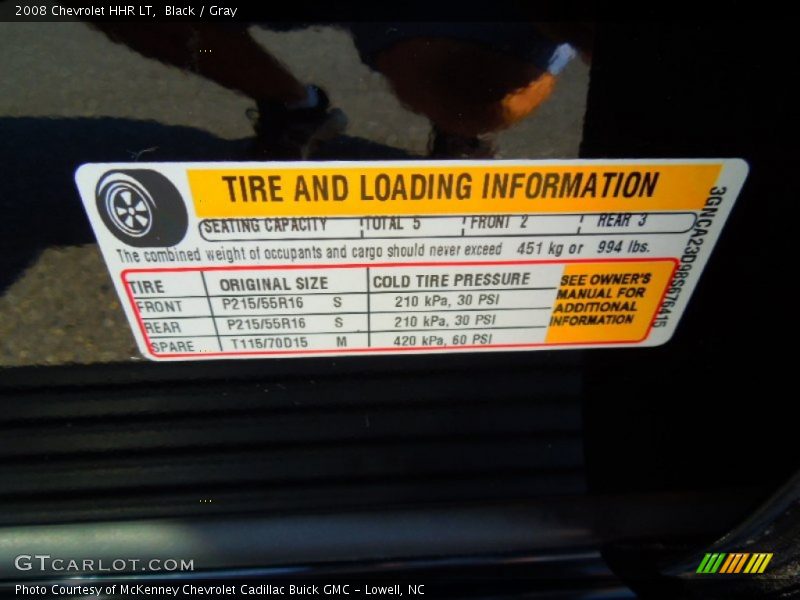 2008 Chevrolet HHR LT, Black / Gray
TIRE AND LOADING INFORMATION
SEATING CAPACITY TOTAL 5 FRONT 2 REAR 3
The combined weight of occupants and cargo should never exceed 451 kg or 994 lbs.
TIRE ORIGINAL SIZE COLD TIRE PRESSURE
FRONT P215/55R16 S 210 kPa, 30 PSI
REAR P215/55R16 S 210 kPa, 30 PSI
SPARE T115/70D15 M 420 kPa, 60 PSI
SEE OWNER'S
MANUAL FOR
ADDITIONAL
INFORMATION
3GNCA23D98S676415
GTCARLOT.COM
Photo Courtesy of McKenney Chevrolet Cadillac Buick GMC - Lowell, NC